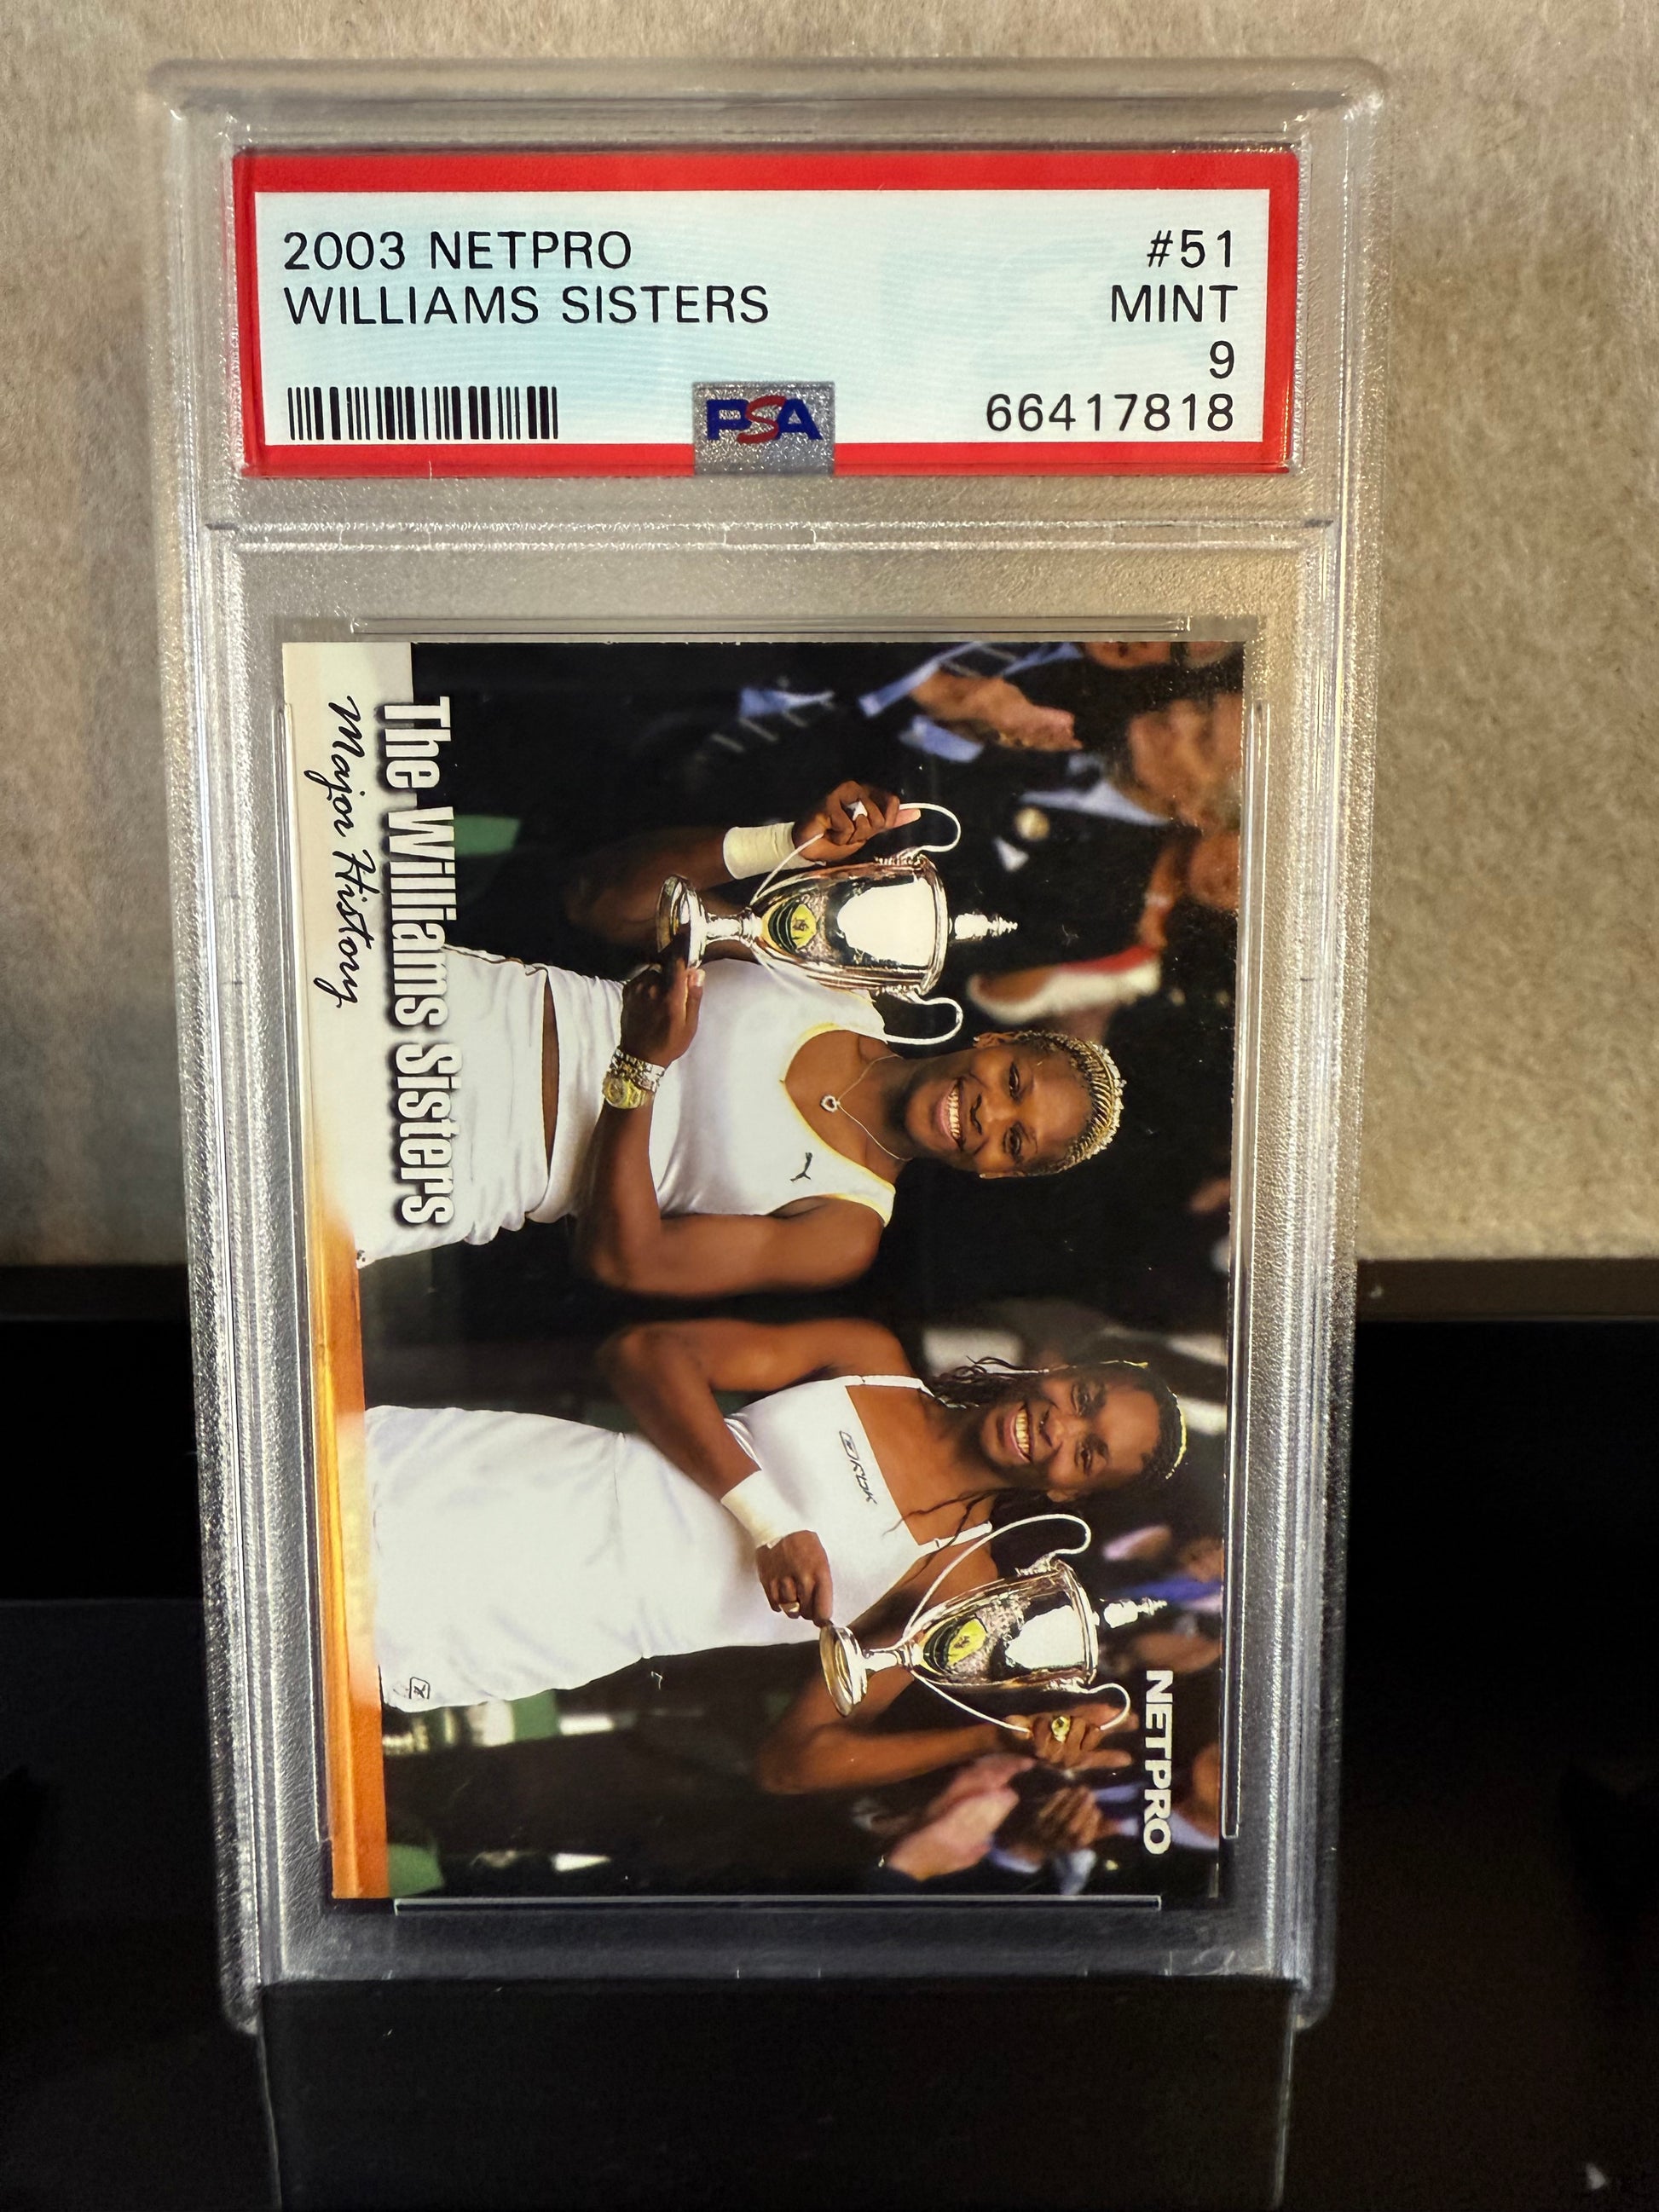 2003 NETPRO #51
WILLIAMS SISTERS MINT
9
PSA 66417818
The Williams Sisters
Major History
Reebok
NETPRO